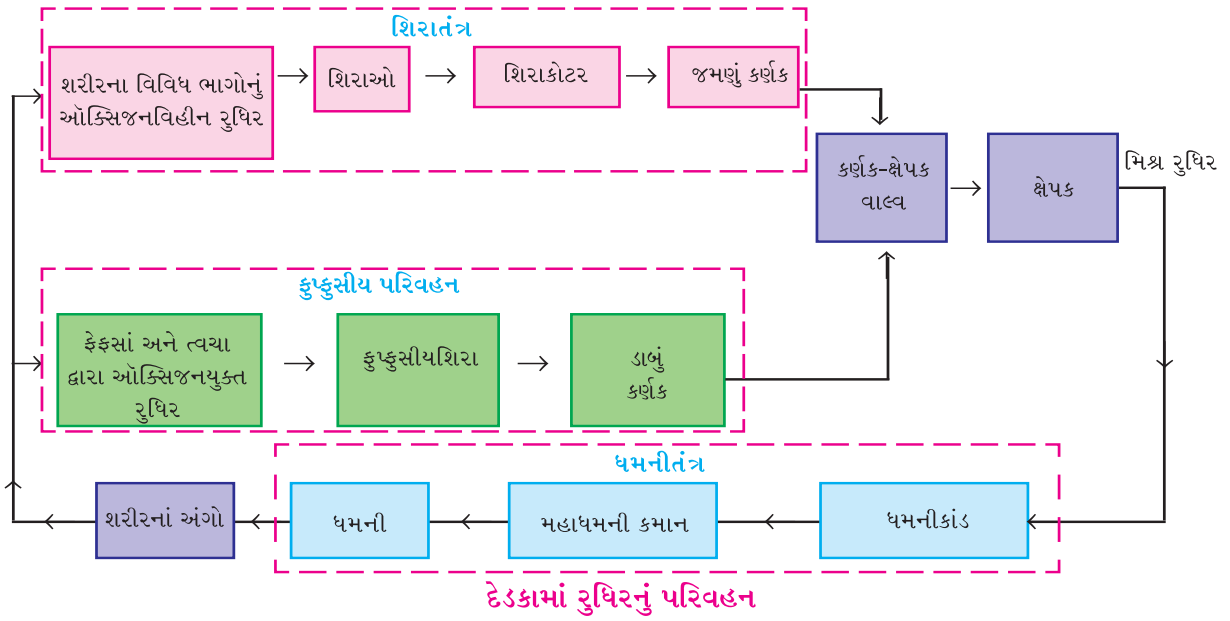 શિરાતંત્ર
શરીરના વિવિધ ભાગોનું
ઑક્સિજનવિહીન રુધિર
શિરાઓ
શિરાકોટર
જમણું કર્ણક
કર્ણક-ક્ષેપક
વાલ્વ
ક્ષેપક
મિશ્ર રુધિર
ફુપ્ફુસીય પરિવહન
ફેફસાં અને ત્વચા
દ્વારા ઑક્સિજનયુક્ત
રુધિર
ફુપ્ફુસીયશિરા
ડાબું
કર્ણક
ધમનીતંત્ર
શરીરનાં અંગો
ધમની
મહાધમની કમાન
ધમનીકાંડ
દેડકામાં રુધિરનું પરિવહન